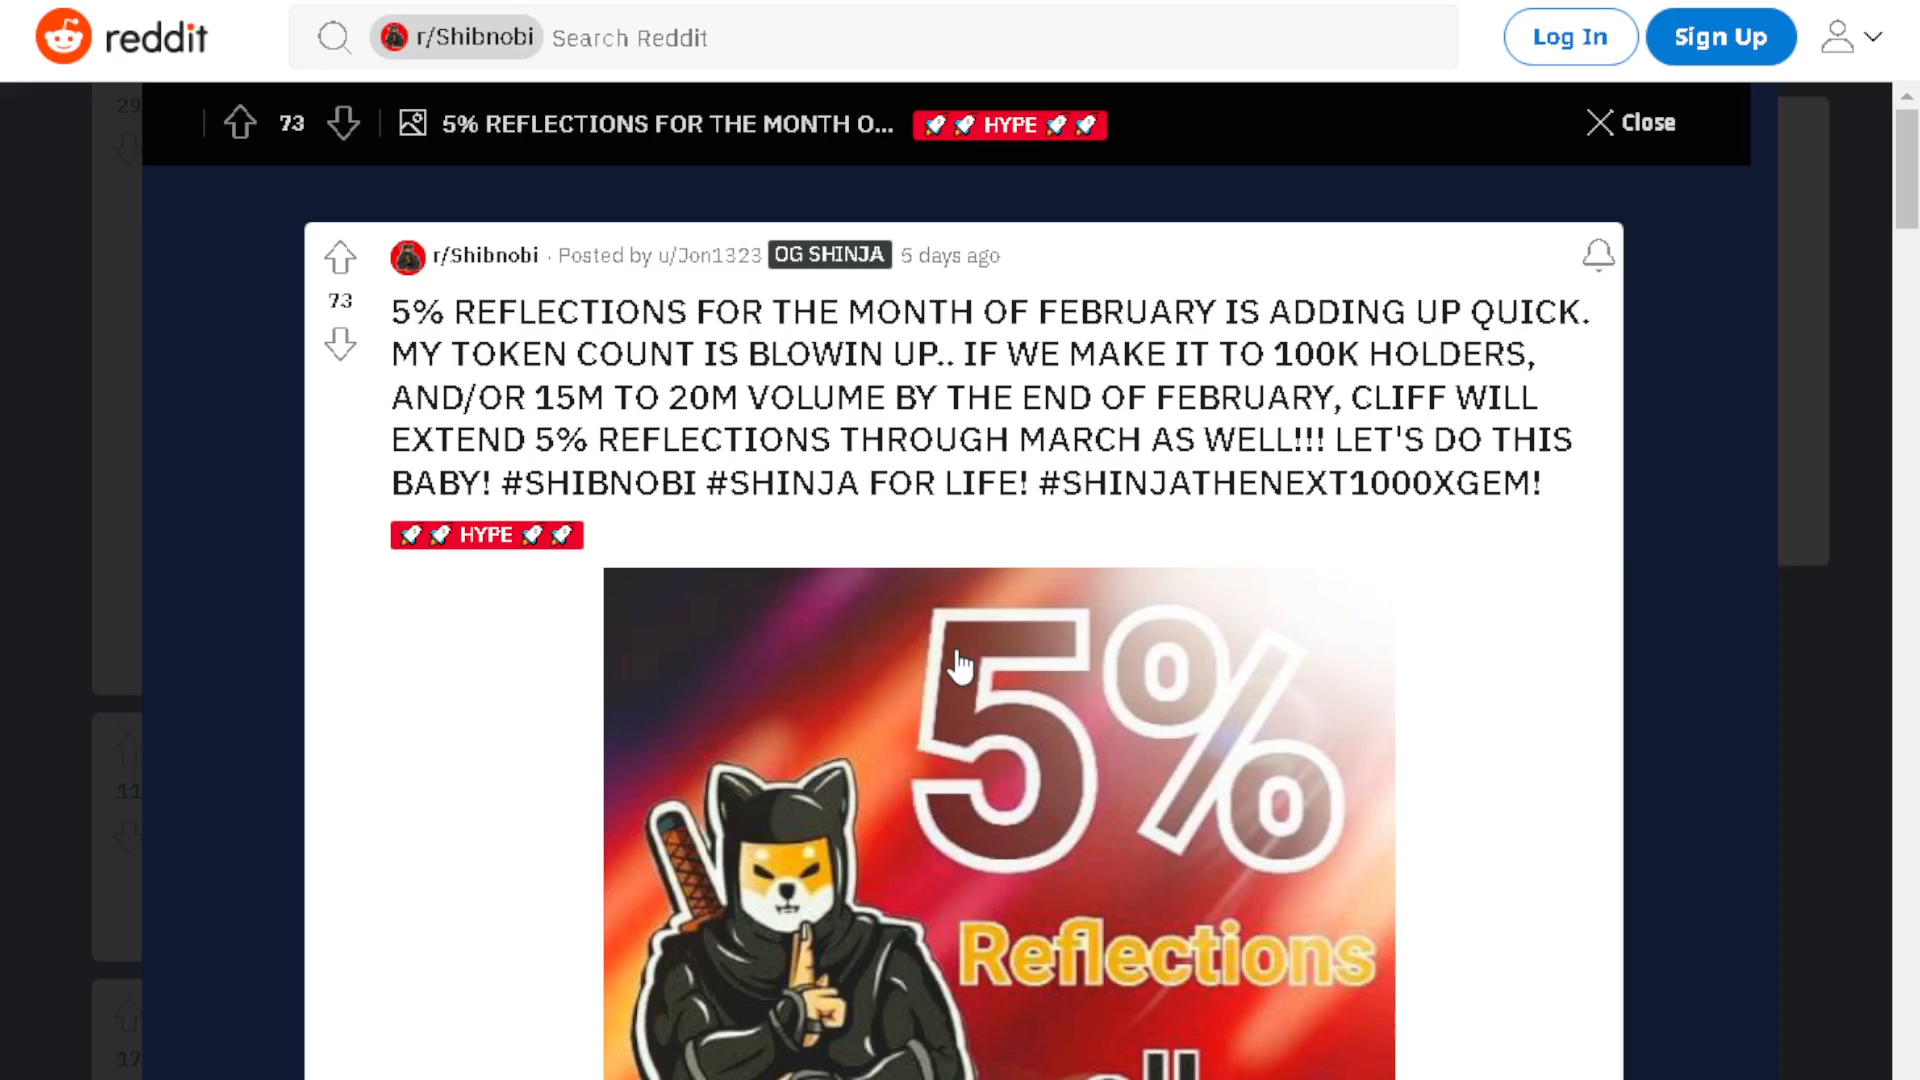 reddit
r/Shibnobi Search Reddit
Log In
Sign Up
29
73
5% REFLECTIONS FOR THE MONTH O...
🚀🚀 HYPE 🚀🚀
Close
r/Shibnobi · Posted by u/Jon1323 OG SHINJA 5 days ago
73
5% REFLECTIONS FOR THE MONTH OF FEBRUARY IS ADDING UP QUICK.
MY TOKEN COUNT IS BLOWIN UP.. IF WE MAKE IT TO 100K HOLDERS,
AND/OR 15M TO 20M VOLUME BY THE END OF FEBRUARY, CLIFF WILL
EXTEND 5% REFLECTIONS THROUGH MARCH AS WELL!!! LET'S DO THIS
BABY! #SHIBNOBI #SHINJA FOR LIFE! #SHINJATHENEXT1000XGEM!
🚀🚀 HYPE 🚀🚀
5%
11
Reflections
17